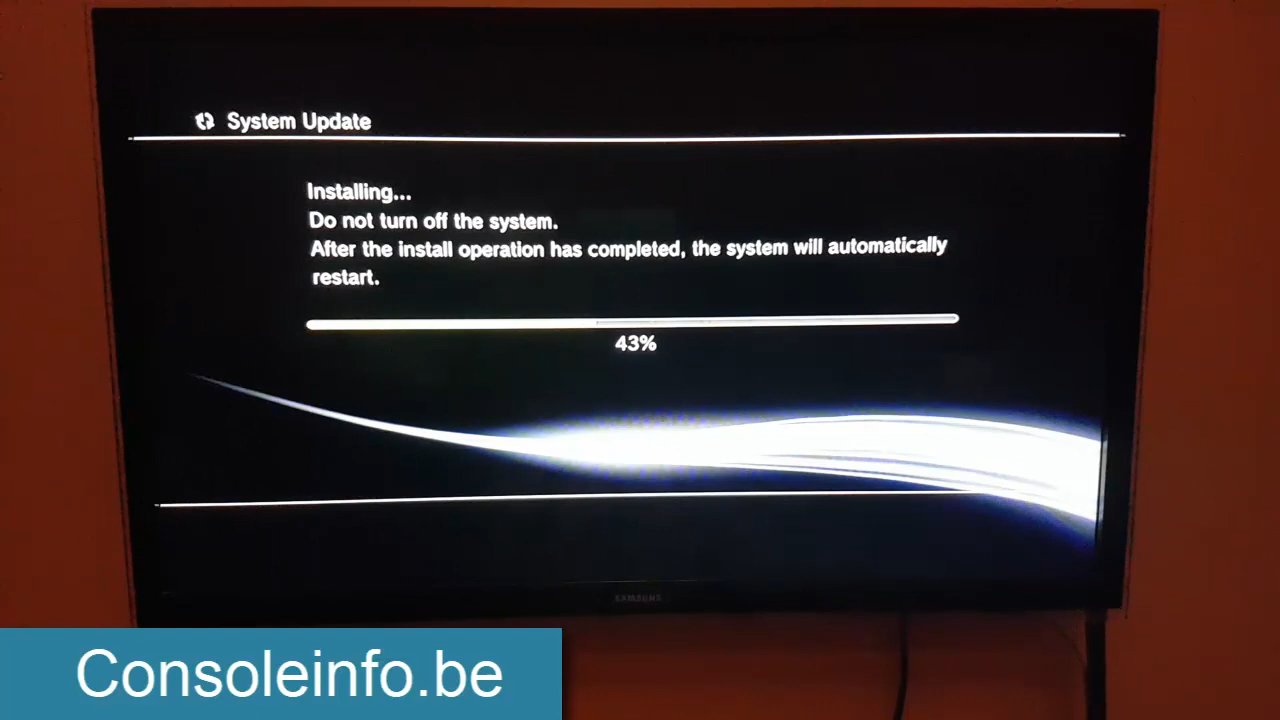 System Update
Installing...
Do not turn off the system.
After the install operation has completed, the system will automatically
restart.
43%
SAMSUNG
Consoleinfo.be